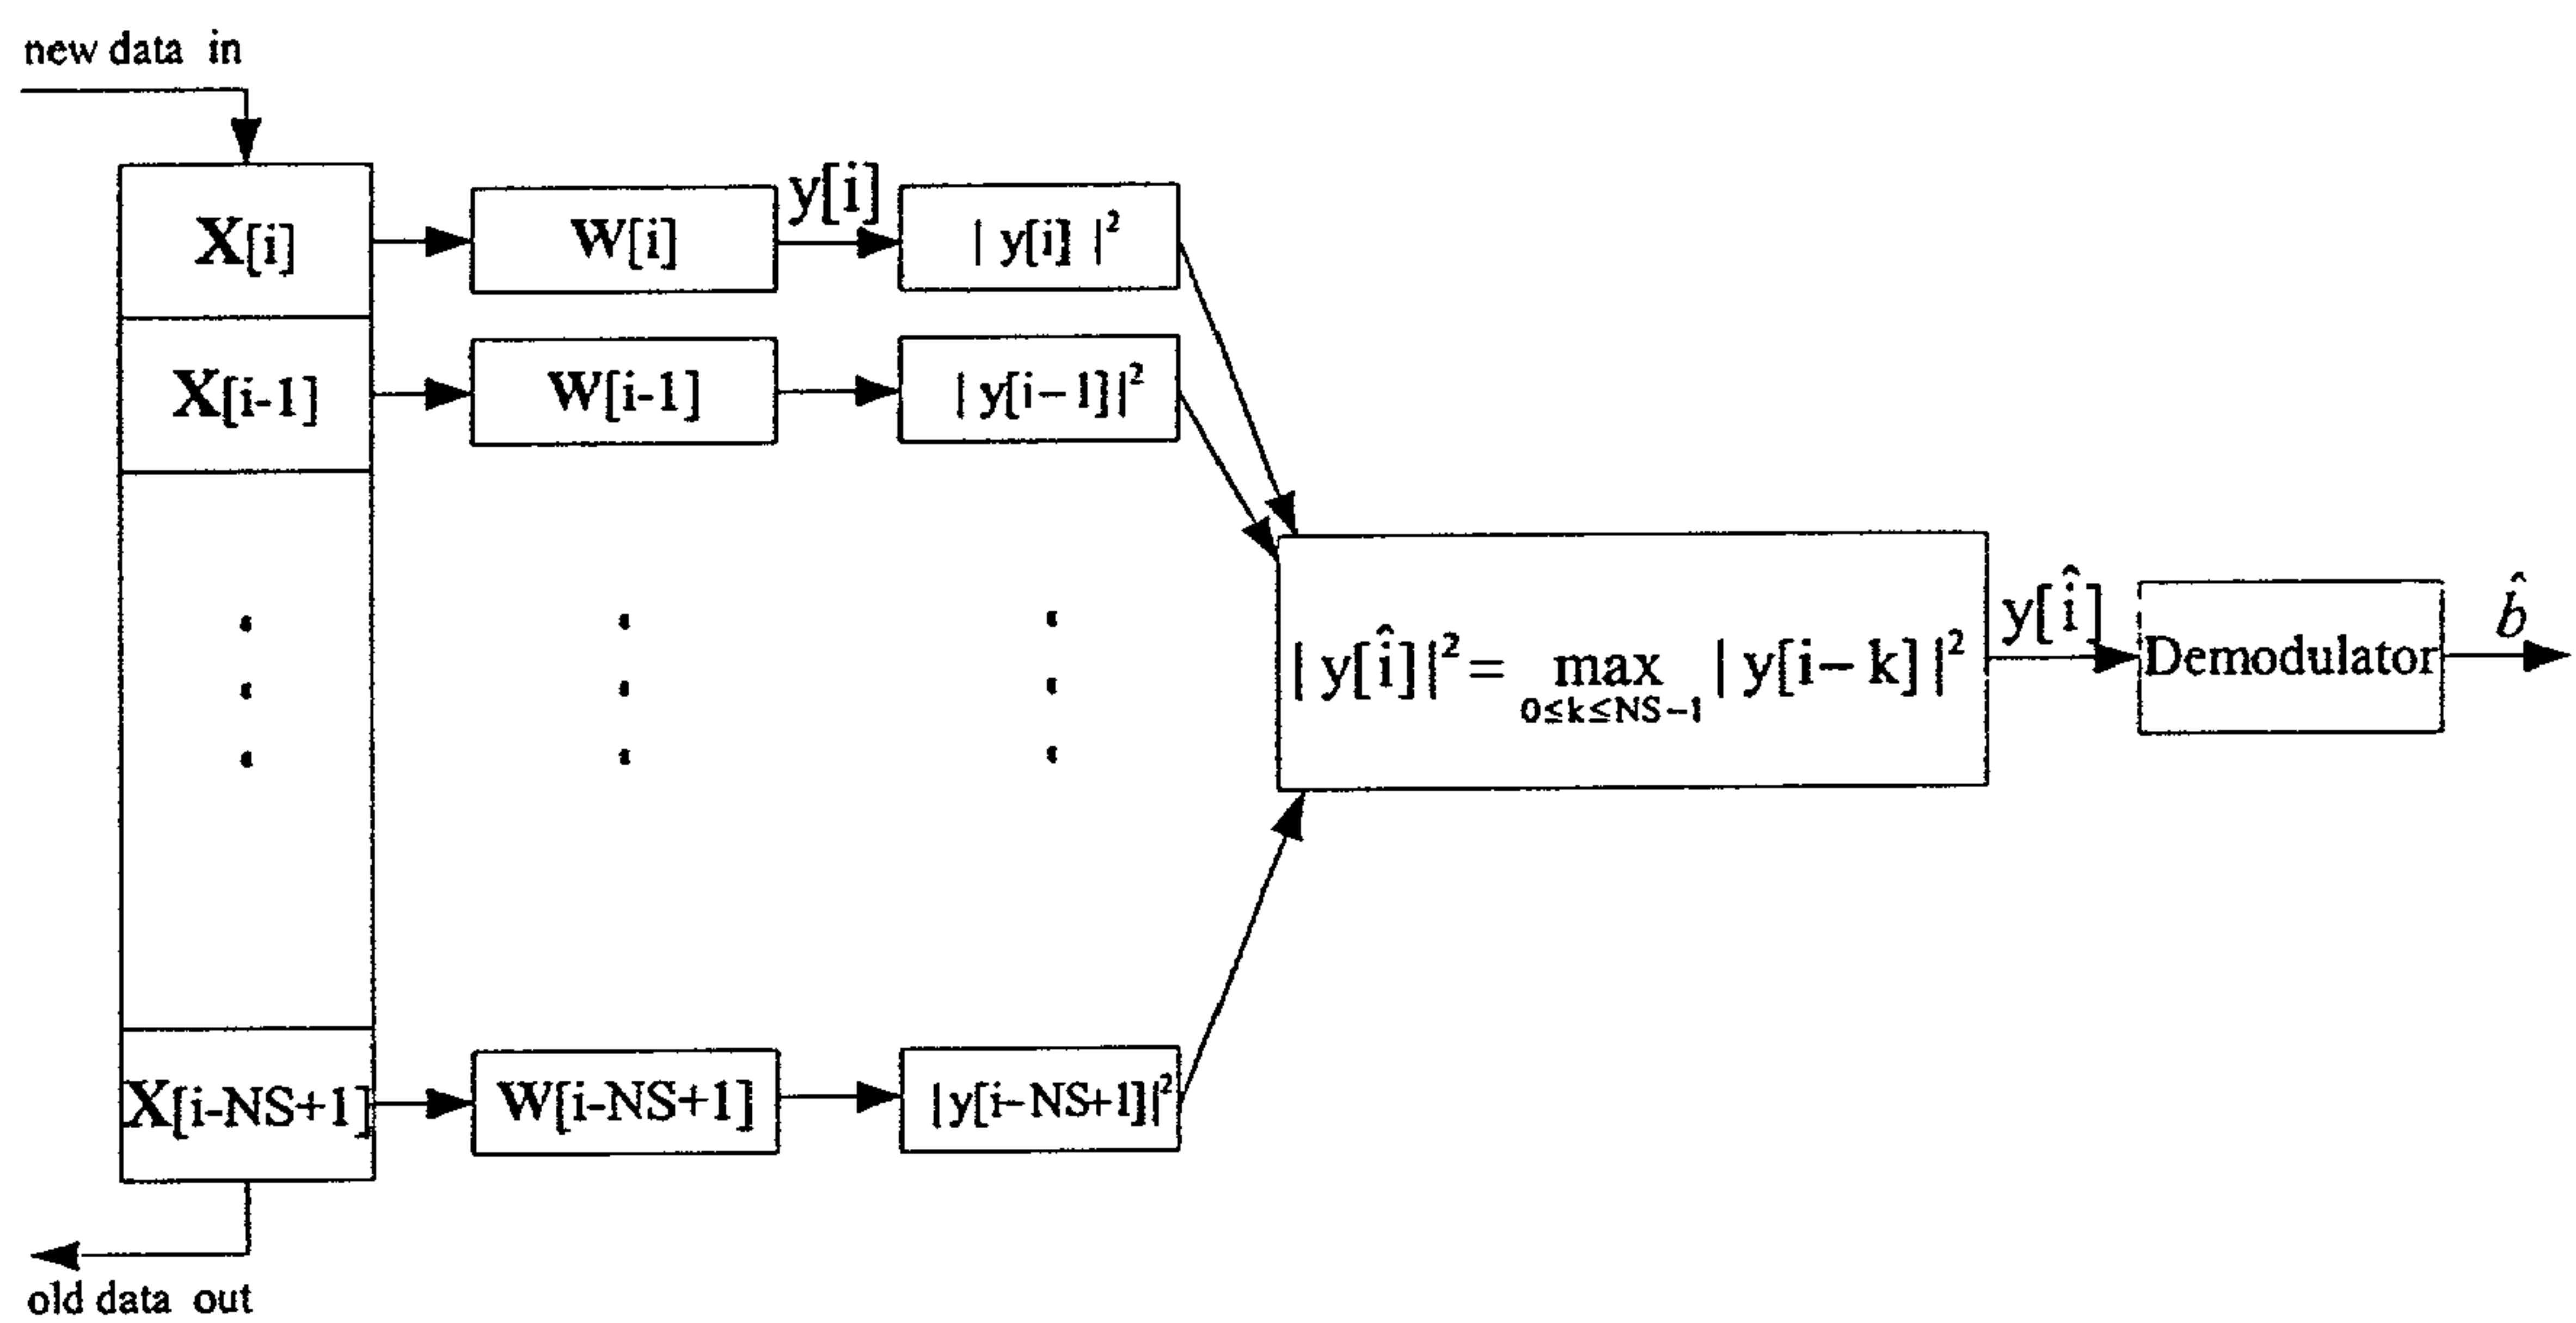 new data in
X[i]
W[i]
y[i]
| y[i] |²
X[i-1]
W[i-1]
| y[i−1]|²
| y[î]|² = max | y[i− k] |²
0≤k≤NS−1
y[î]
Demodulator
b̂
X[i-NS+1]
W[i-NS+1]
|y[i−NS+1]|²
old data out